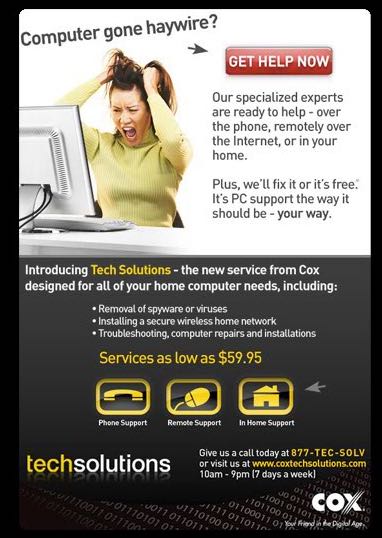 Computer gone haywire?
GET HELP NOW
Our specialized experts
are ready to help - over
the phone, remotely over
the Internet, or in your
home.
Plus, we'll fix it or it's free.*
It's PC support the way it
should be - your way.
Introducing Tech Solutions - the new service from Cox
designed for all of your home computer needs, including:
• Removal of spyware or viruses
• Installing a secure wireless home network
• Troubleshooting, computer repairs and installations
Services as low as $59.95
Phone Support
Remote Support
In Home Support
techsolutions
Give us a call today at 877-TEC-SOLV
or visit us at www.coxtechsolutions.com
10am - 9pm (7 days a week)
COX
Your Friend in the Digital Age.